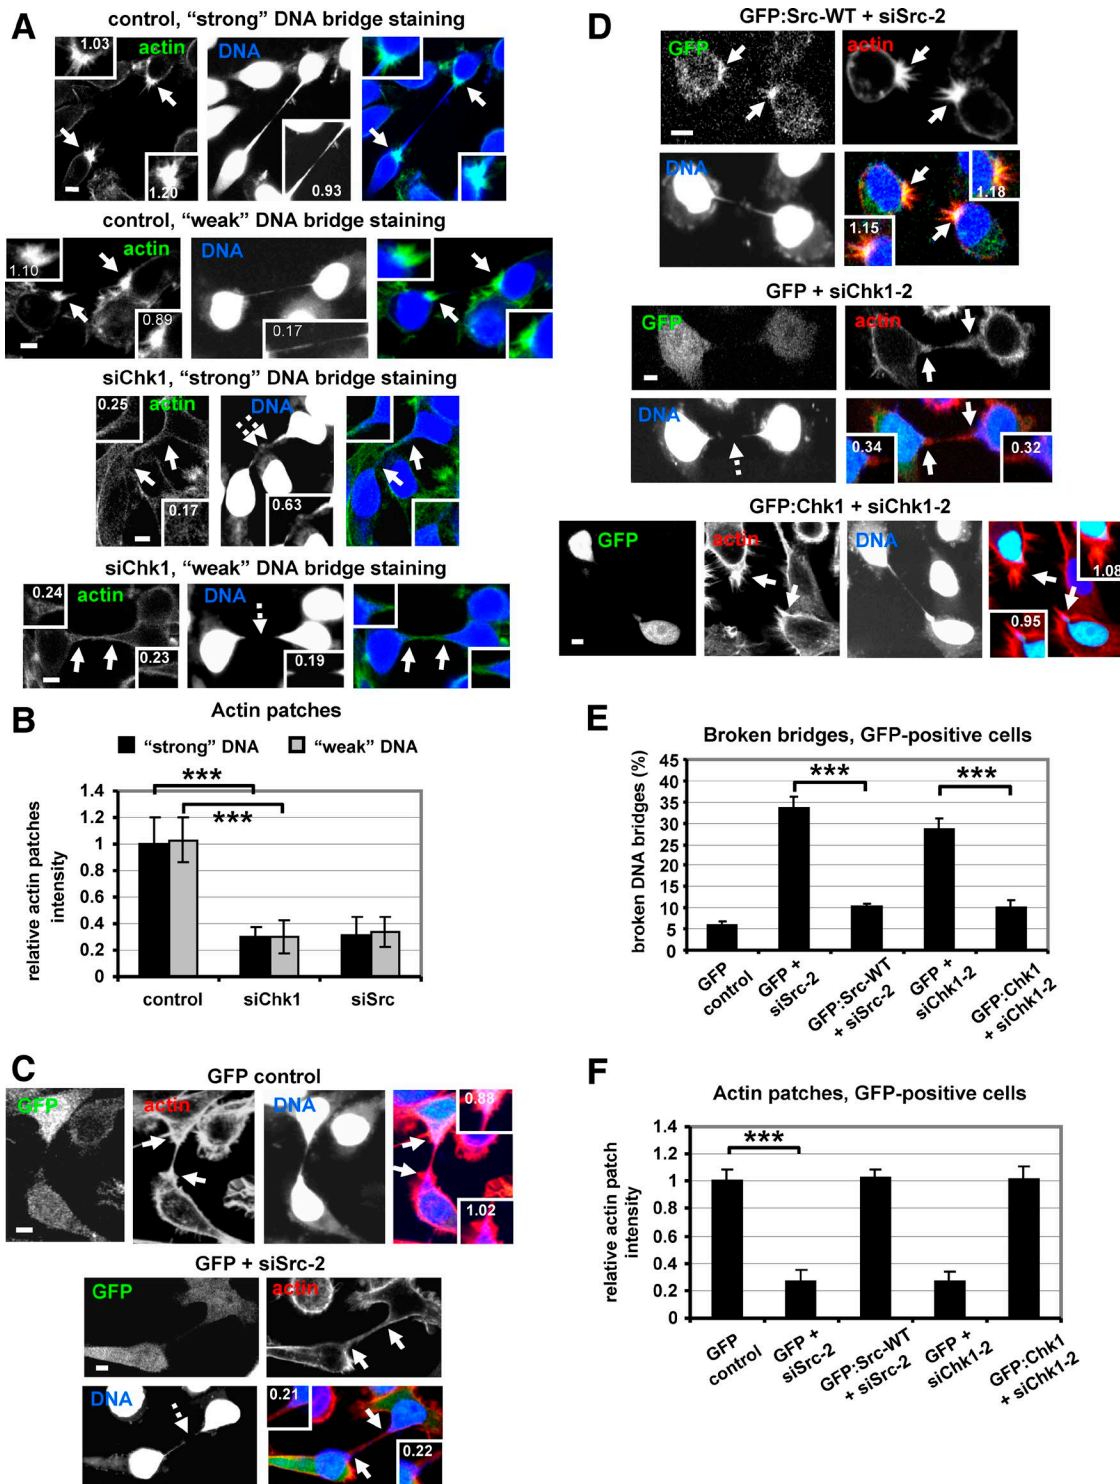 A
control, “strong” DNA bridge staining
1.03
actin
DNA
1.20
0.93
control, “weak” DNA bridge staining
actin
DNA
1.10
0.89
0.17
siChk1, “strong” DNA bridge staining
0.25
actin
DNA
0.17
0.63
siChk1, “weak” DNA bridge staining
0.24
actin
DNA
0.23
0.19
B
Actin patches
“strong” DNA
“weak” DNA
***
***
relative actin patches
intensity
1.4
1.2
1
0.8
0.6
0.4
0.2
0
control
siChk1
siSrc
C
GFP control
GFP
actin
DNA
0.88
1.02
GFP + siSrc-2
GFP
actin
DNA
0.21
0.22
D
GFP:Src-WT + siSrc-2
GFP
actin
DNA
1.18
1.15
GFP + siChk1-2
GFP
actin
DNA
0.34
0.32
GFP:Chk1 + siChk1-2
GFP
actin
DNA
1.08
0.95
E
Broken bridges, GFP-positive cells
broken DNA bridges (%)
45
40
35
30
25
20
15
10
5
0
***
***
GFP
control
GFP +
siSrc-2
GFP:Src-WT
+ siSrc-2
GFP +
siChk1-2
GFP:Chk1
+ siChk1-2
F
Actin patches, GFP-positive cells
relative actin patch
intensity
1.4
1.2
1
0.8
0.6
0.4
0.2
0
***
GFP
control
GFP +
siSrc-2
GFP:Src-WT
+ siSrc-2
GFP +
siChk1-2
GFP:Chk1
+ siChk1-2